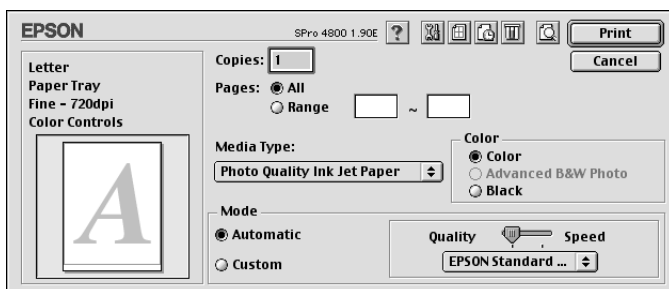 EPSON
SPro 4800 1.90E
?
Print
Cancel
Letter
Paper Tray
Fine - 720dpi
Color Controls
A
Copies: 1
Pages: All
Range ~
Media Type:
Photo Quality Ink Jet Paper
Color
Color
Advanced B&W Photo
Black
Mode
Automatic
Custom
Quality Speed
EPSON Standard ...